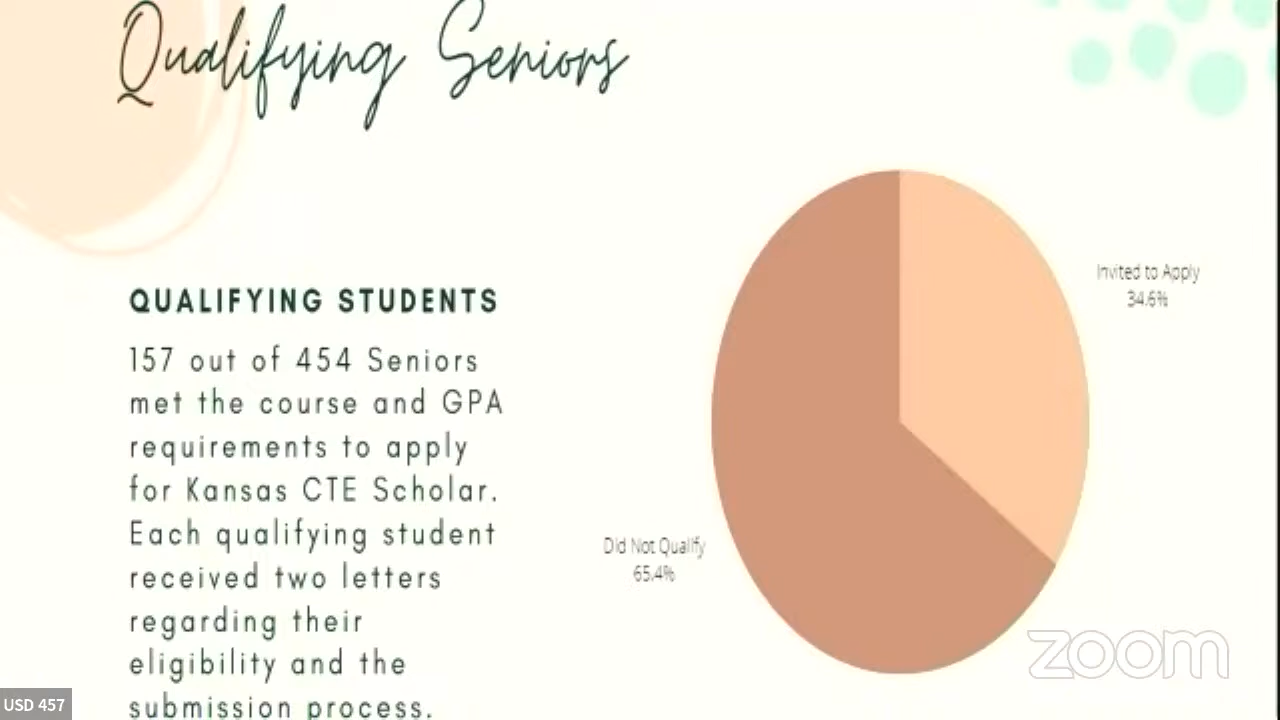 Qualifying Seniors
QUALIFYING STUDENTS
157 out of 454 Seniors
met the course and GPA
requirements to apply
for Kansas CTE Scholar.
Each qualifying student
received two letters
regarding their
eligibility and the
submission process.
Invited to Apply
34.6%
Did Not Qualify
65.4%
zoom
USD 457